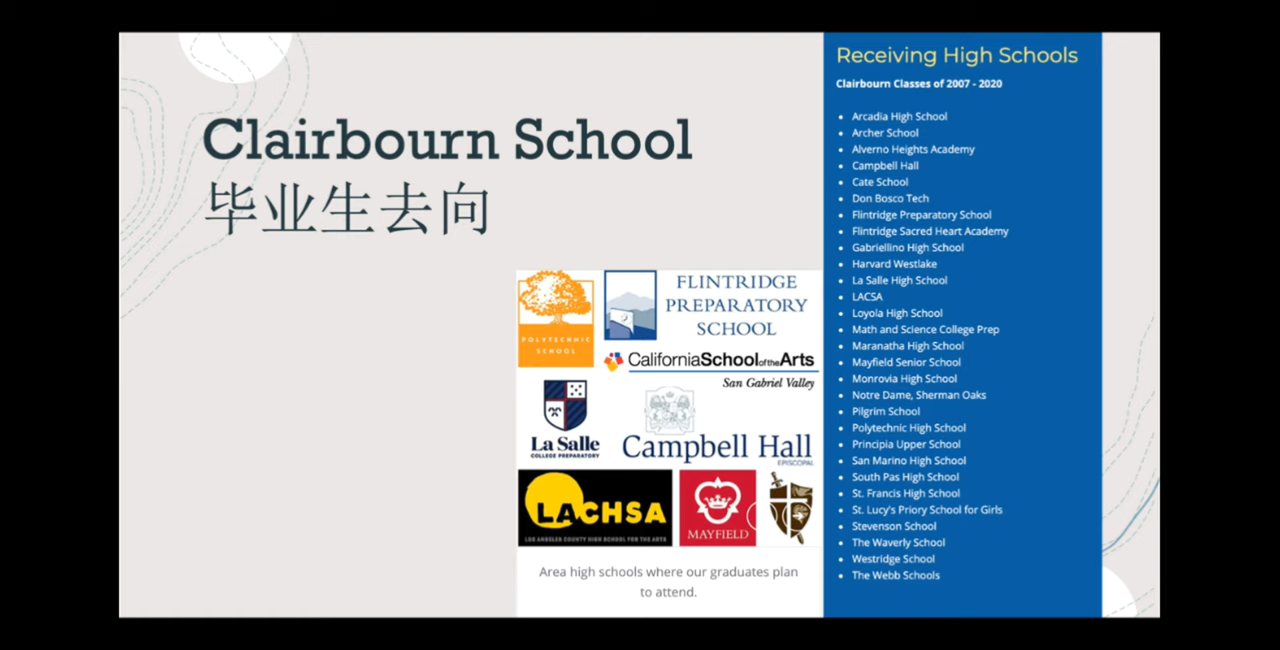 Clairbourn School
毕业生去向
POLYTECHNIC
SCHOOL
FLINTRIDGE
PREPARATORY
SCHOOL
CaliforniaSchooloftheArts
San Gabriel Valley
La Salle
COLLEGE PREPARATORY
Campbell Hall
EPISCOPAL
LACHSA
LOS ANGELES COUNTY HIGH SCHOOL FOR THE ARTS
MAYFIELD
Area high schools where our graduates plan
to attend.
Receiving High Schools
Clairbourn Classes of 2007 - 2020
• Arcadia High School
• Archer School
• Alverno Heights Academy
• Campbell Hall
• Cate School
• Don Bosco Tech
• Flintridge Preparatory School
• Flintridge Sacred Heart Academy
• Gabriellino High School
• Harvard Westlake
• La Salle High School
• LACSA
• Loyola High School
• Math and Science College Prep
• Maranatha High School
• Mayfield Senior School
• Monrovia High School
• Notre Dame, Sherman Oaks
• Pilgrim School
• Polytechnic High School
• Principia Upper School
• San Marino High School
• South Pas High School
• St. Francis High School
• St. Lucy's Priory School for Girls
• Stevenson School
• The Waverly School
• Westridge School
• The Webb Schools